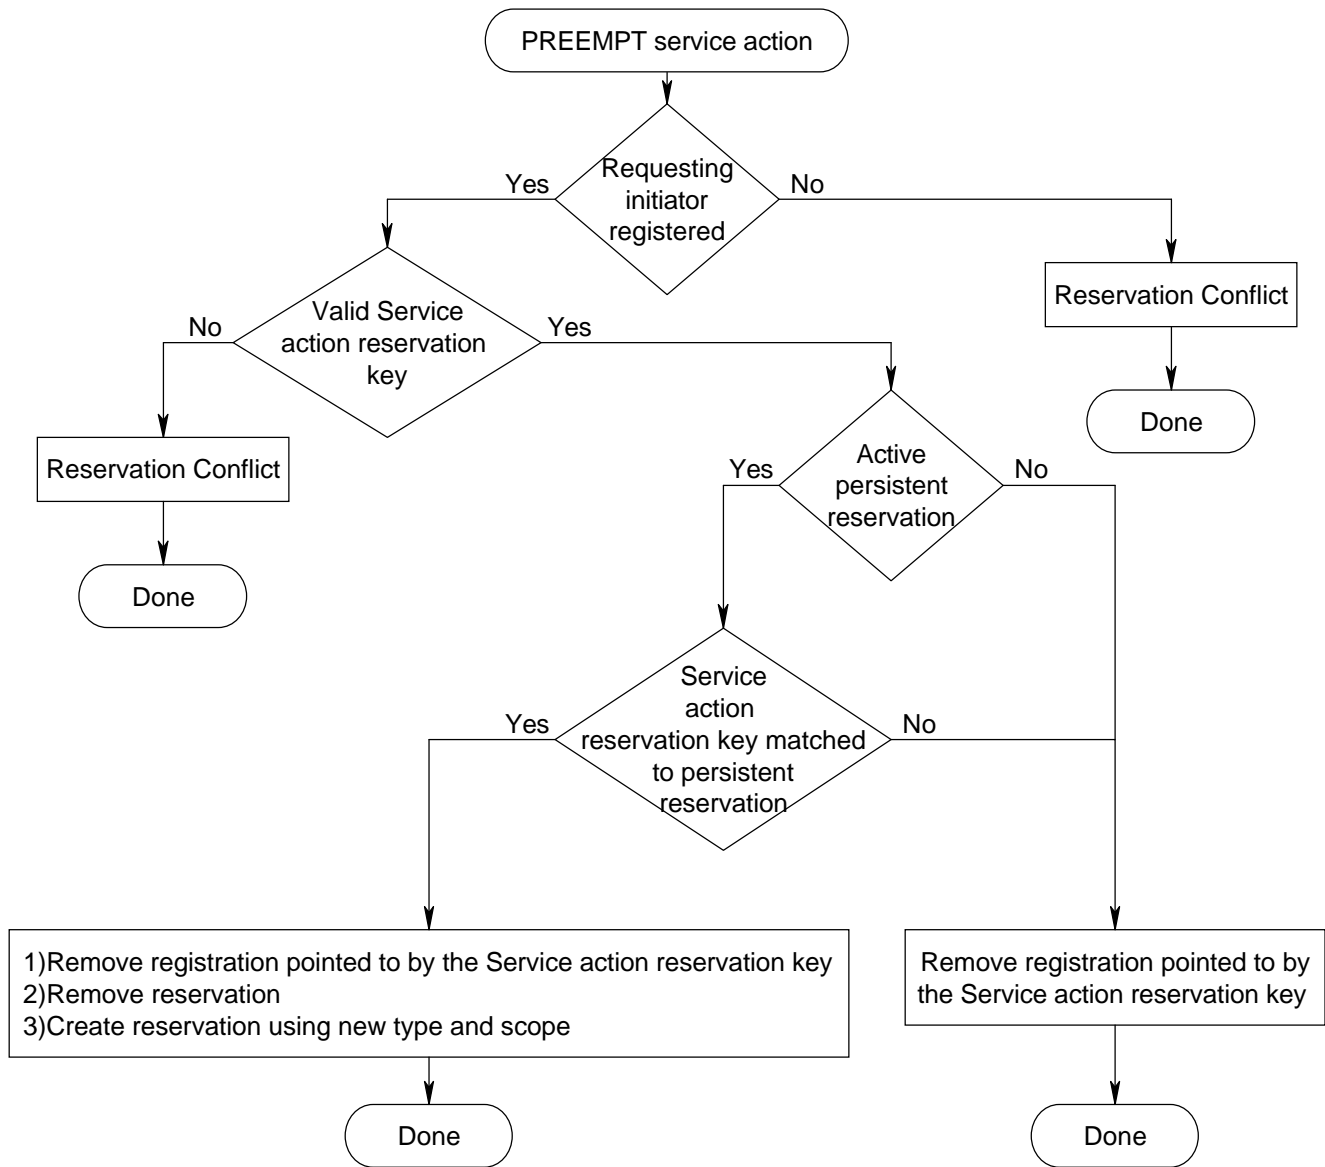 PREEMPT service action
Requesting
initiator
registered
Yes
No
Valid Service
action reservation
key
No
Yes
Reservation Conflict
Done
Active
persistent
reservation
Yes
No
Reservation Conflict
Done
Service
action
reservation key matched
to persistent
reservation
Yes
No
1)Remove registration pointed to by the Service action reservation key
2)Remove reservation
3)Create reservation using new type and scope
Remove registration pointed to by
the Service action reservation key
Done
Done